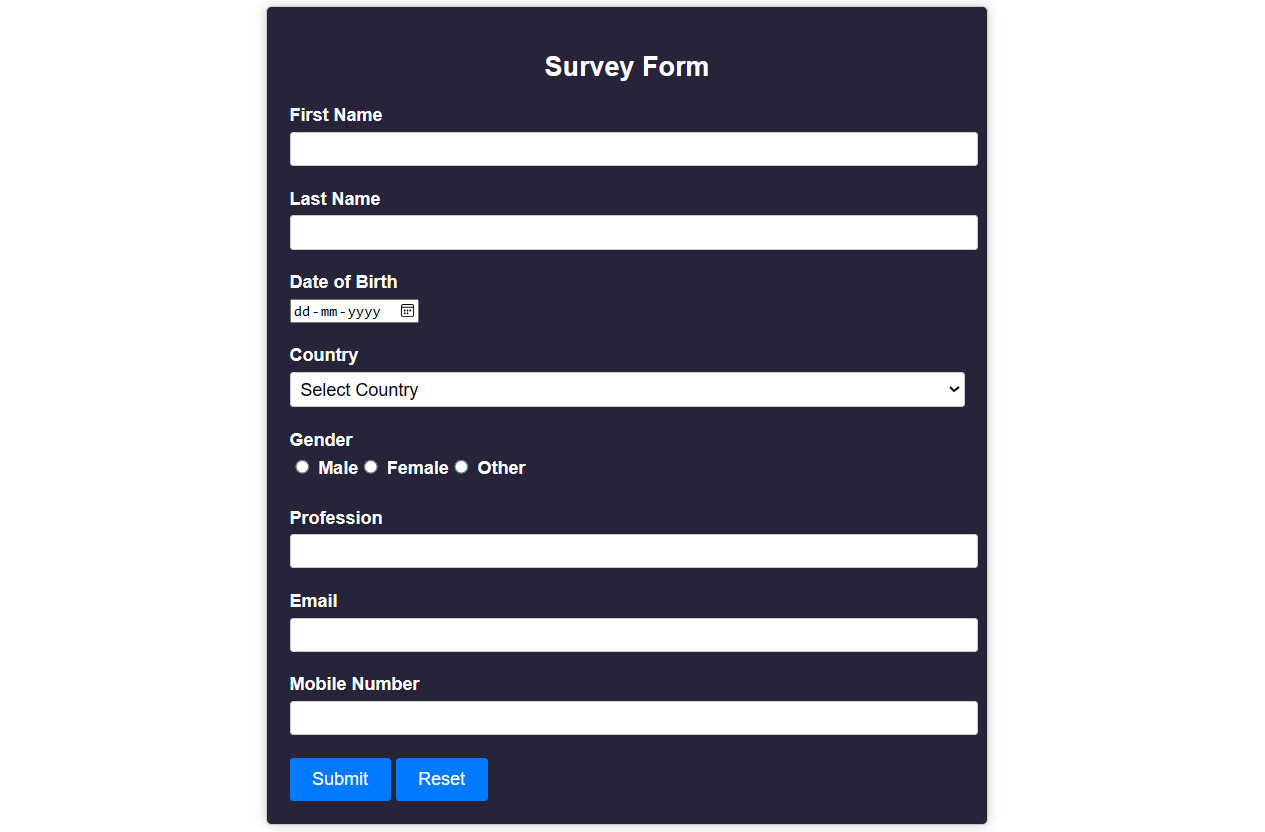 Survey Form
First Name
Last Name
Date of Birth
dd-mm-yyyy
Country
Select Country
Gender
Male Female Other
Profession
Email
Mobile Number
Submit Reset